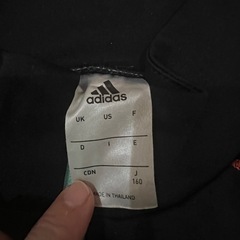 adidas
UK US F
D I E
CDN J
160
MADE IN THAILAND